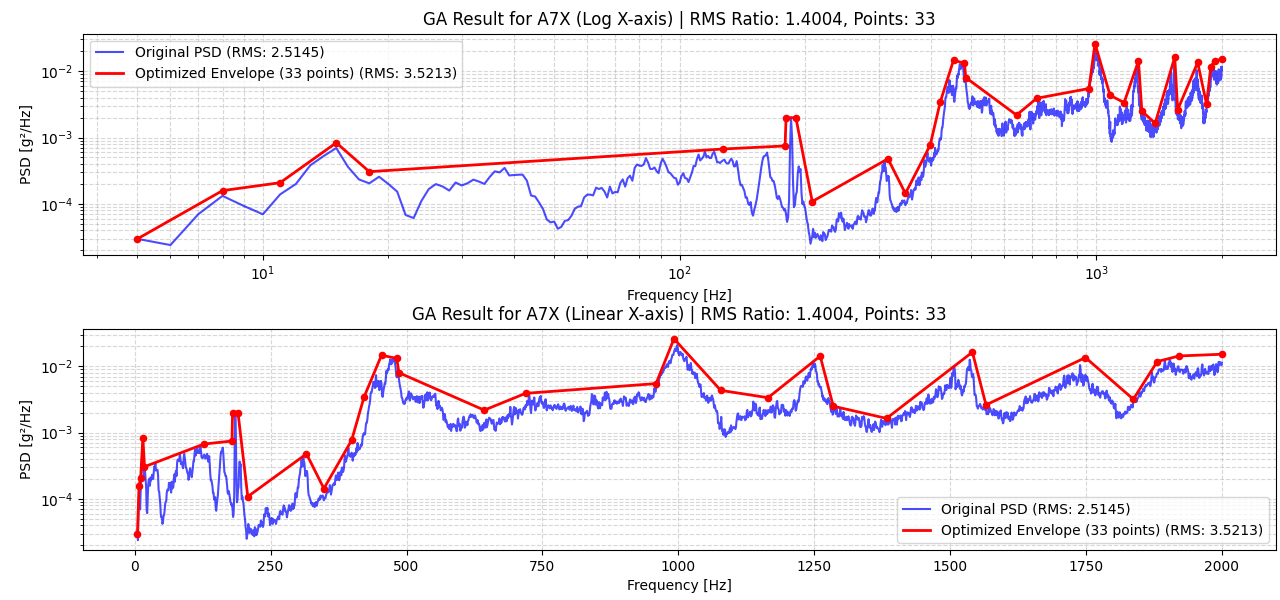 GA Result for A7X (Log X-axis) | RMS Ratio: 1.4004, Points: 33
Original PSD (RMS: 2.5145)
Optimized Envelope (33 points) (RMS: 3.5213)
PSD [g²/Hz]
10⁻²
10⁻³
10⁻⁴
10¹ 10² 10³
Frequency [Hz]
GA Result for A7X (Linear X-axis) | RMS Ratio: 1.4004, Points: 33
PSD [g²/Hz]
10⁻²
10⁻³
10⁻⁴
Original PSD (RMS: 2.5145)
Optimized Envelope (33 points) (RMS: 3.5213)
0 250 500 750 1000 1250 1500 1750 2000
Frequency [Hz]